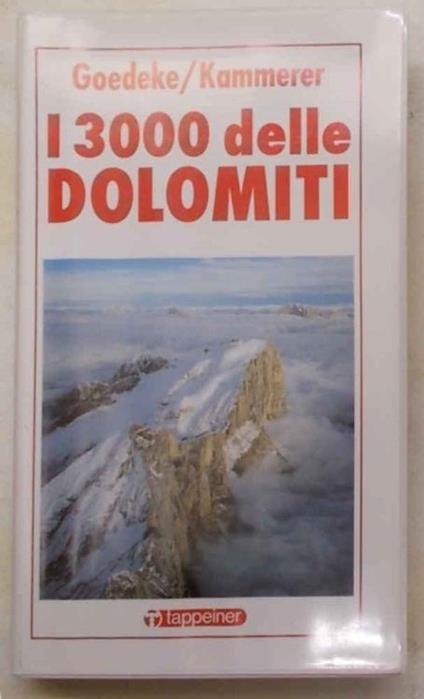 Goedeke/Kammerer
I 3000 delle
DOLOMITI
tappeiner